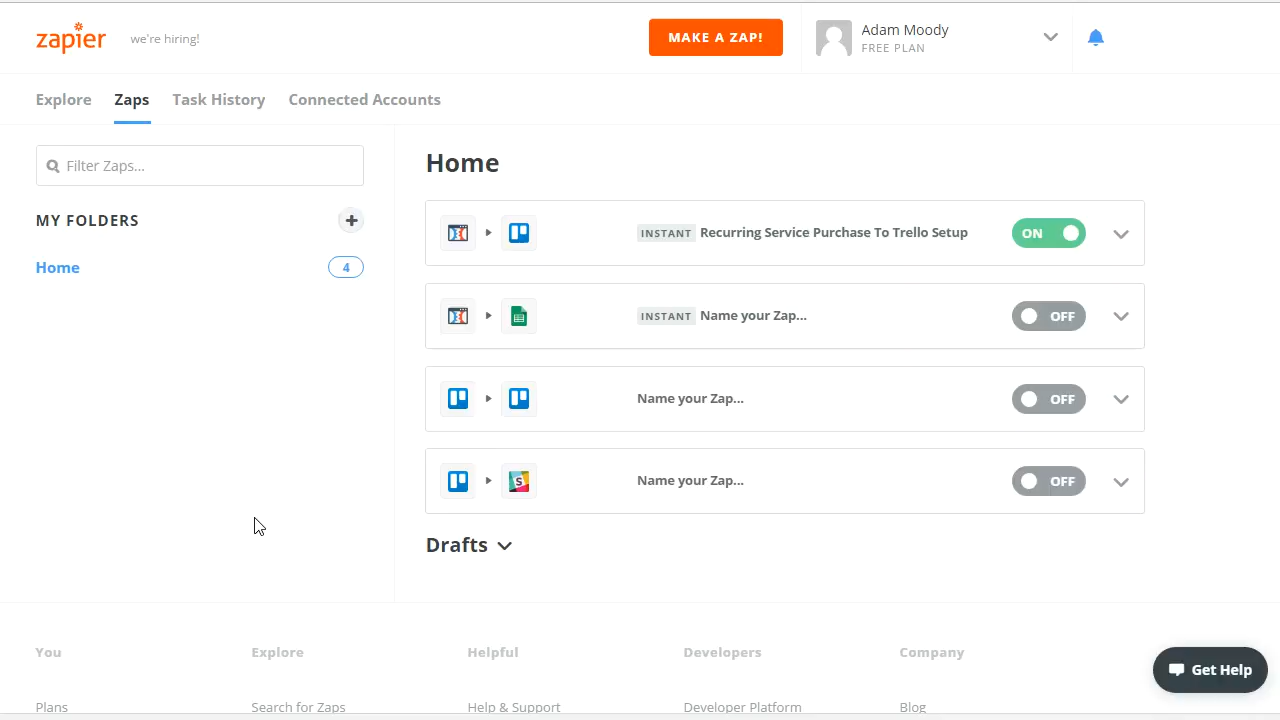 zapier
we're hiring!
MAKE A ZAP!
Adam Moody
FREE PLAN
Explore
Zaps
Task History
Connected Accounts
Filter Zaps...
MY FOLDERS
Home
4
Home
INSTANT Recurring Service Purchase To Trello Setup
ON
INSTANT Name your Zap...
OFF
Name your Zap...
OFF
S
Name your Zap...
OFF
Drafts
You
Explore
Helpful
Developers
Company
Plans
Search for Zaps
Help & Support
Developer Platform
Blog
Get Help